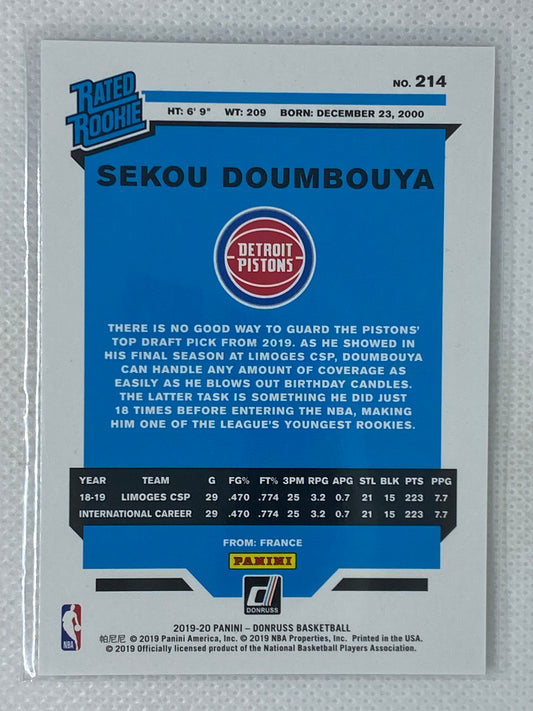 NO. 214
RATED
ROOKIE
HT: 6' 9" WT: 209 BORN: DECEMBER 23, 2000
SEKOU DOUMBOUYA
DETROIT
PISTONS
THERE IS NO GOOD WAY TO GUARD THE PISTONS'
TOP DRAFT PICK FROM 2019. AS HE SHOWED IN
HIS FINAL SEASON AT LIMOGES CSP, DOUMBOUYA
CAN HANDLE ANY AMOUNT OF COVERAGE AS
EASILY AS HE BLOWS OUT BIRTHDAY CANDLES.
THE LATTER TASK IS SOMETHING HE DID JUST
18 TIMES BEFORE ENTERING THE NBA, MAKING
HIM ONE OF THE LEAGUE'S YOUNGEST ROOKIES.
YEAR TEAM G FG% FT% 3PM RPG APG STL BLK PTS PPG
18-19 LIMOGES CSP 29 .470 .774 25 3.2 0.7 21 15 223 7.7
INTERNATIONAL CAREER 29 .470 .774 25 3.2 0.7 21 15 223 7.7
FROM: FRANCE
PANINI
DONRUSS
2019-20 PANINI – DONRUSS BASKETBALL
帕尼尼 © 2019 Panini America, Inc. © 2019 NBA Properties, Inc. Printed in the USA.
© 2019 Officially licensed product of the National Basketball Players Association.
NBA